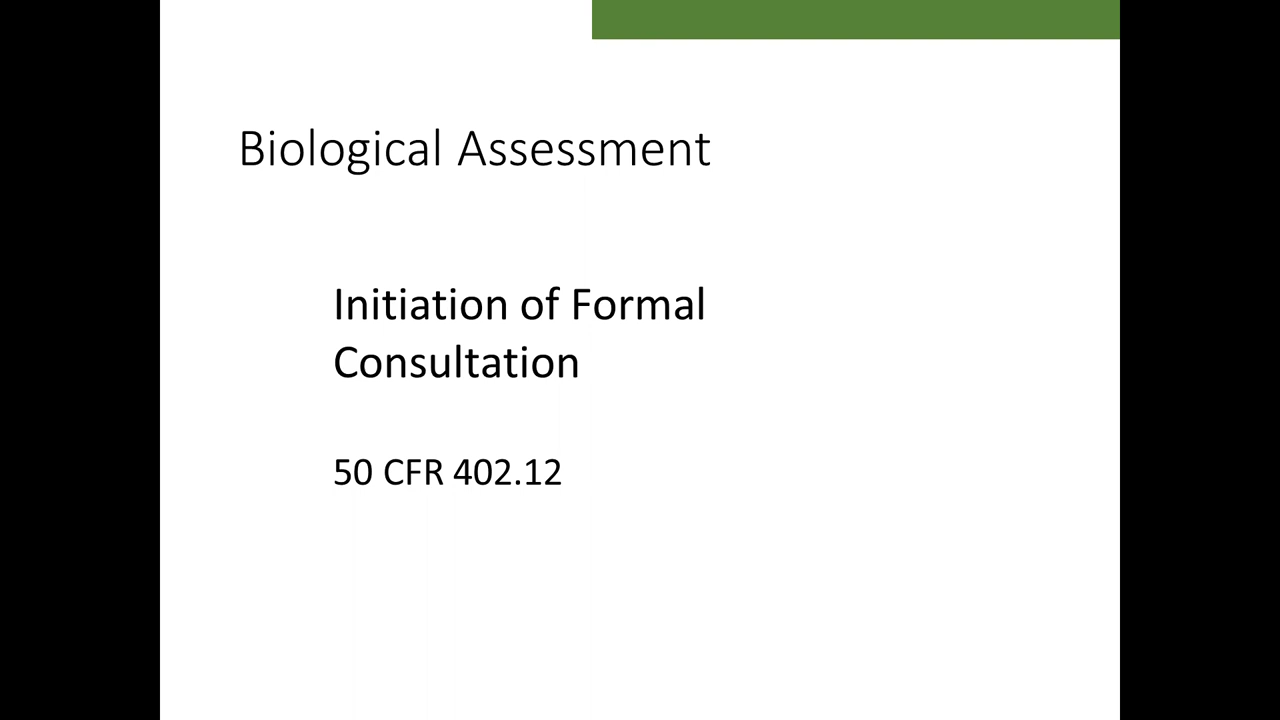 Biological Assessment
Initiation of Formal
Consultation
50 CFR 402.12